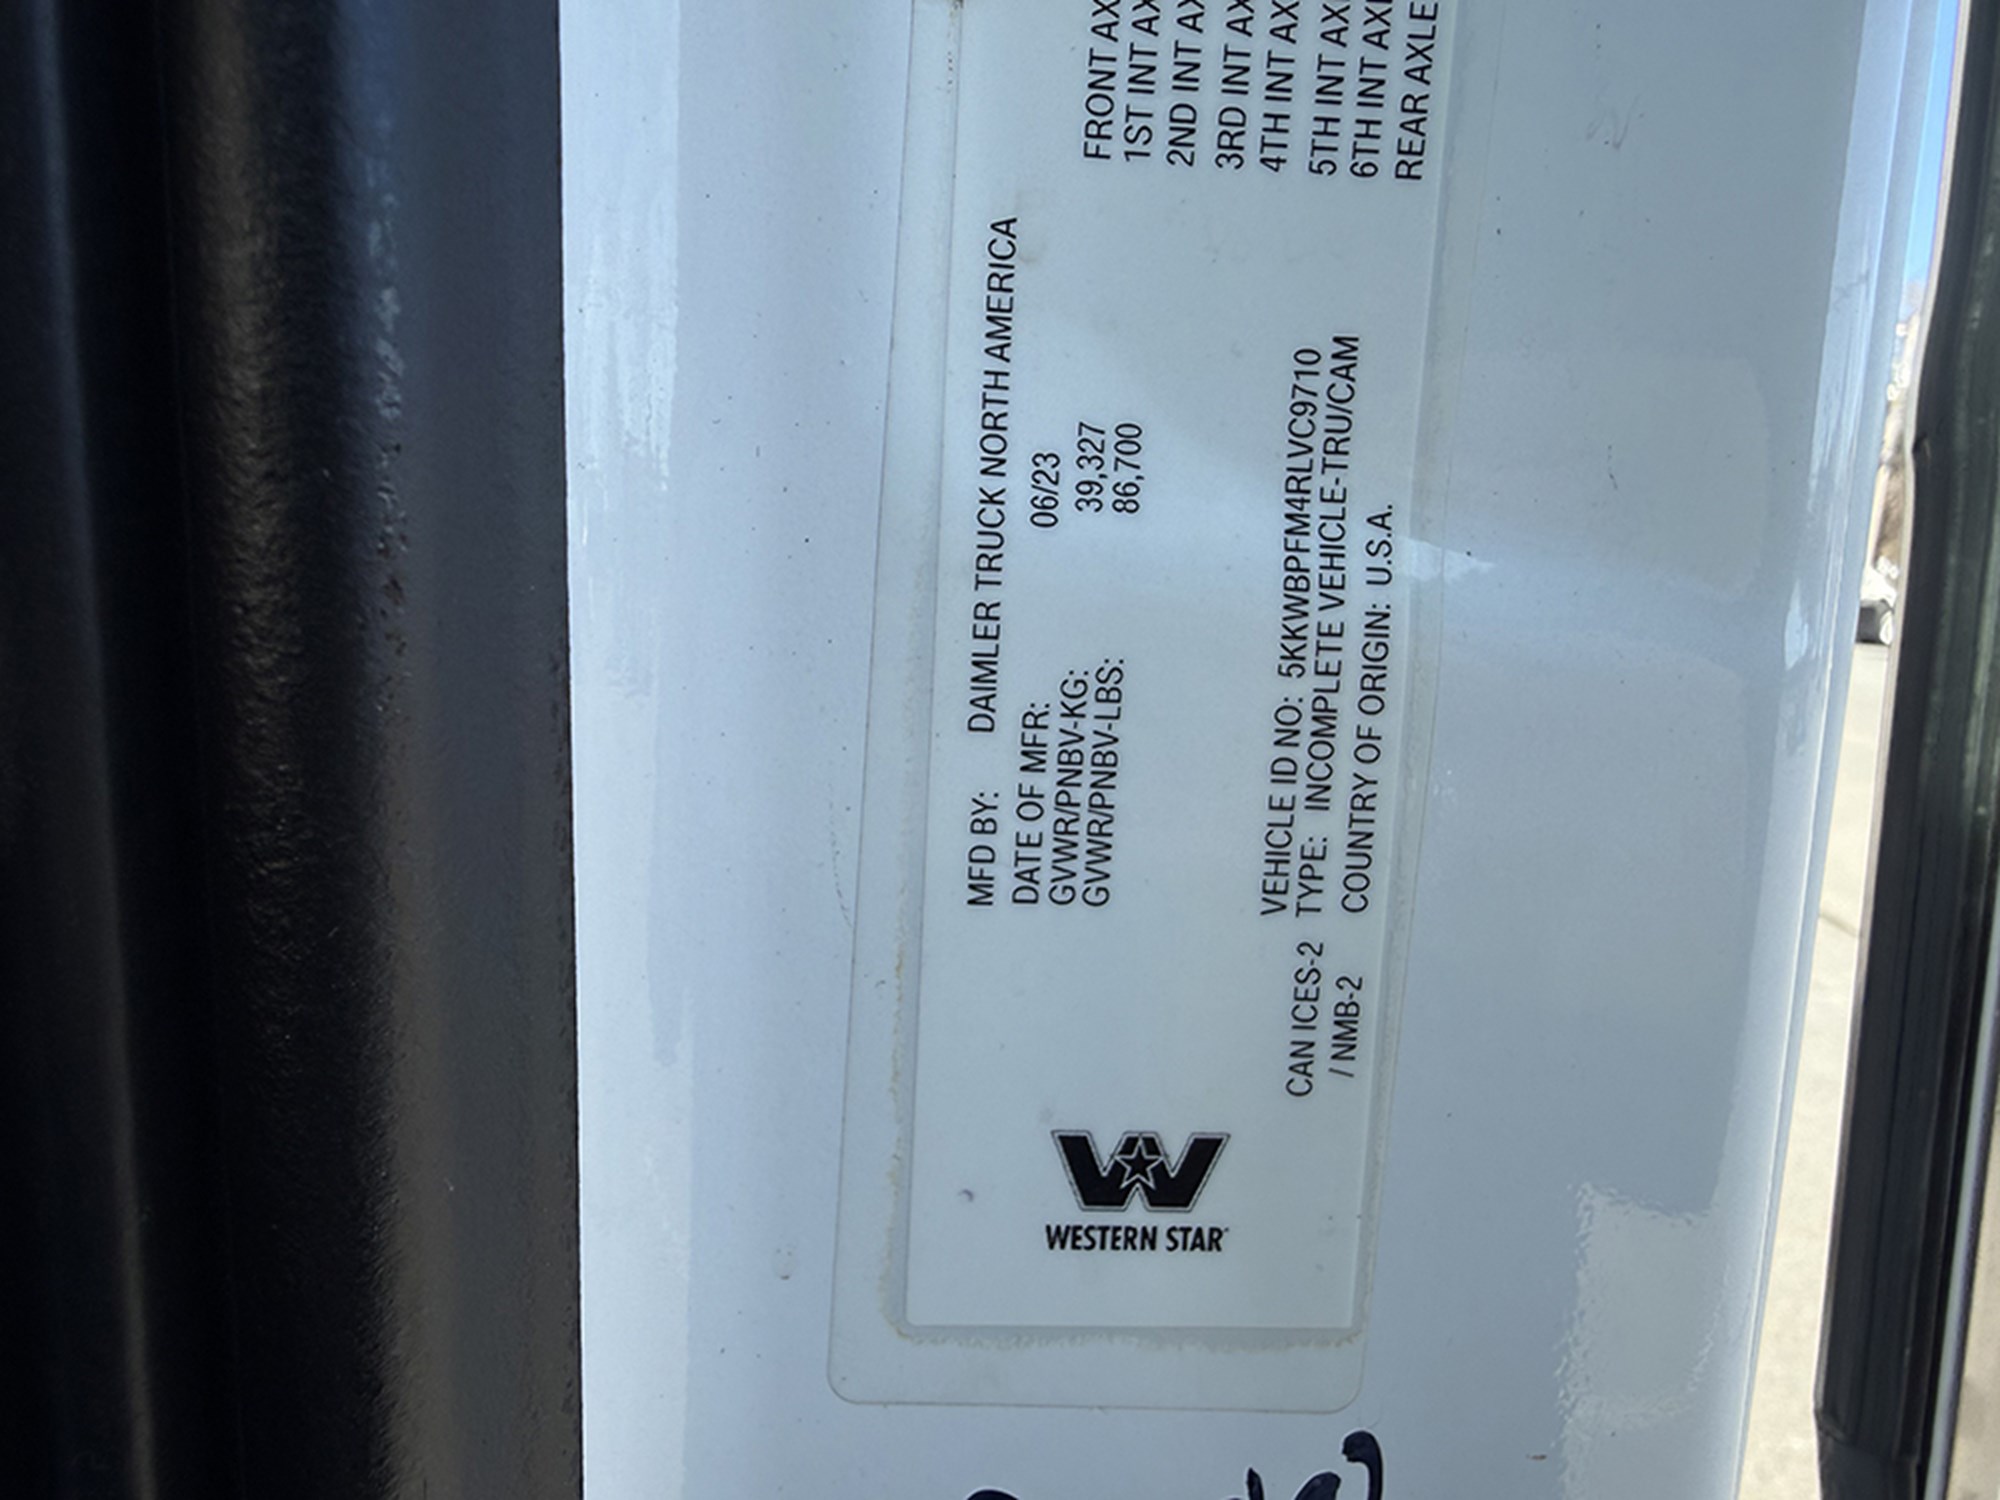 MFD BY: DAIMLER TRUCK NORTH AMERICA
DATE OF MFR: 06/23
GVWR/PNBV-KG: 39,327
GVWR/PNBV-LBS: 86,700
FRONT AX
1ST INT AX
2ND INT AX
3RD INT AX
4TH INT AX
5TH INT AX
6TH INT AX
REAR AXLE
VEHICLE ID NO: 5KKWBPFM4RLVC9710
CAN ICES-2 TYPE: INCOMPLETE VEHICLE-TRU/CAM
/ NMB-2 COUNTRY OF ORIGIN: U.S.A.
WESTERN STAR